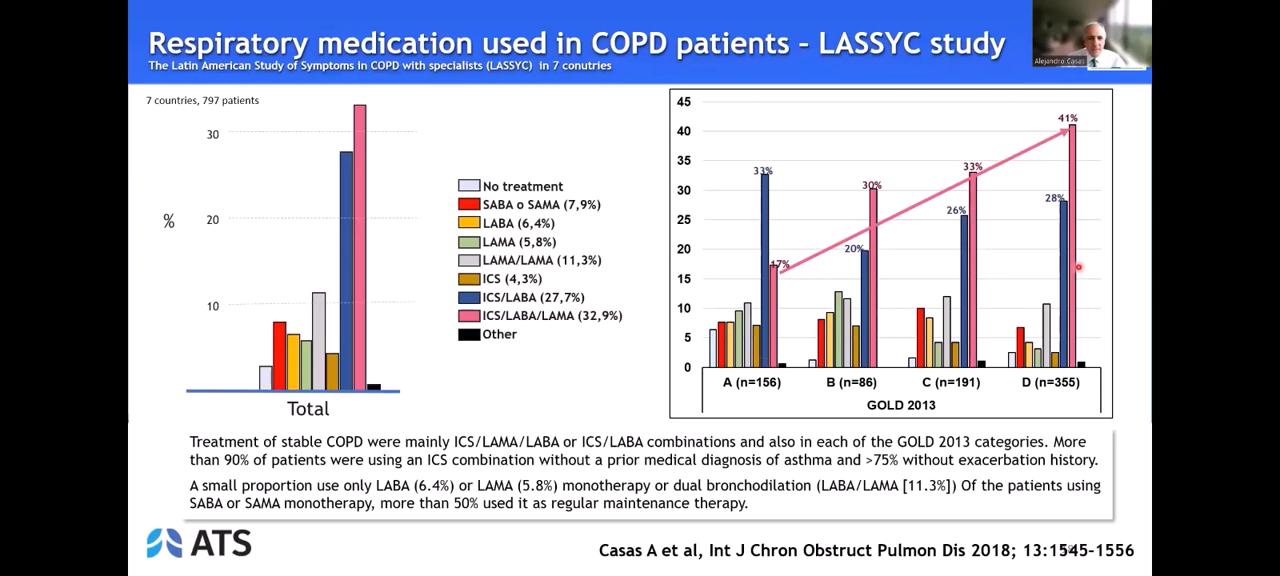 Respiratory medication used in COPD patients – LASSYC study
The Latin American Study of Symptoms in COPD with specialists (LASSYC) in 7 conutries
Alejandro Casas
7 countries, 797 patients
30
%
20
10
Total
No treatment
SABA o SAMA (7,9%)
LABA (6,4%)
LAMA (5,8%)
LAMA/LAMA (11,3%)
ICS (4,3%)
ICS/LABA (27,7%)
ICS/LABA/LAMA (32,9%)
Other
45
40
35
30
25
20
15
10
5
0
33%
17%
20%
30%
26%
33%
28%
41%
A (n=156)
B (n=86)
C (n=191)
D (n=355)
GOLD 2013
Treatment of stable COPD were mainly ICS/LAMA/LABA or ICS/LABA combinations and also in each of the GOLD 2013 categories. More
than 90% of patients were using an ICS combination without a prior medical diagnosis of asthma and >75% without exacerbation history.
A small proportion use only LABA (6.4%) or LAMA (5.8%) monotherapy or dual bronchodilation (LABA/LAMA [11.3%]) Of the patients using
SABA or SAMA monotherapy, more than 50% used it as regular maintenance therapy.
ATS
Casas A et al, Int J Chron Obstruct Pulmon Dis 2018; 13:1545–1556